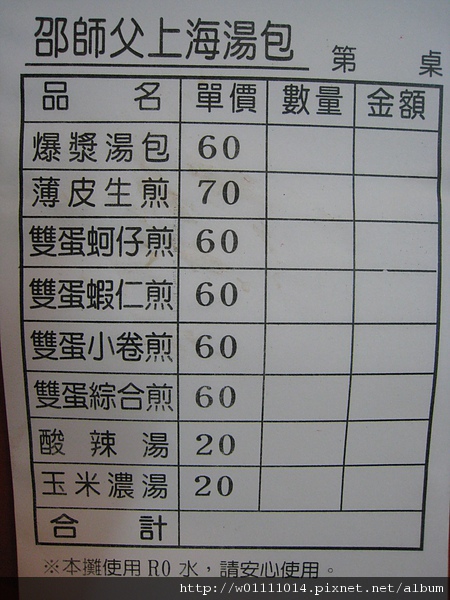 邵師父上海湯包
第 桌
品 名 單價 數量 金額
爆漿湯包 60
薄皮生煎 70
雙蛋蚵仔煎 60
雙蛋蝦仁煎 60
雙蛋小卷煎 60
雙蛋綜合煎 60
酸辣湯 20
玉米濃湯 20
合 計
※本攤使用RO水，請安心使用。
http://w01111014.pixnet.net/album